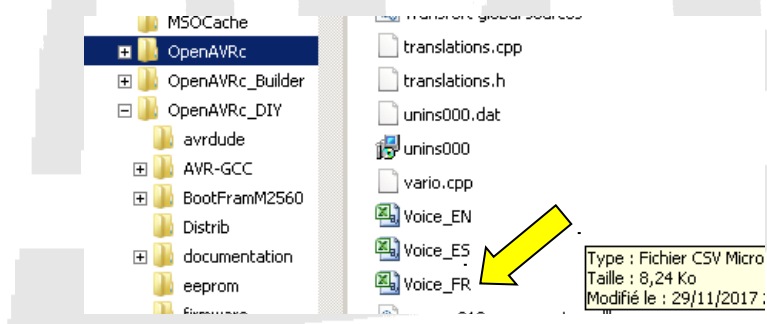 MSOCache
OpenAVRc
OpenAVRc_Builder
OpenAVRc_DIY
avrdude
AVR-GCC
BootFramM2560
Distrib
documentation
eeprom
firmware
translations.cpp
translations.h
unins000.dat
unins000
vario.cpp
Voice_EN
Voice_ES
Voice_FR
Type : Fichier CSV Micro
Taille : 8,24 Ko
Modifié le : 29/11/2017